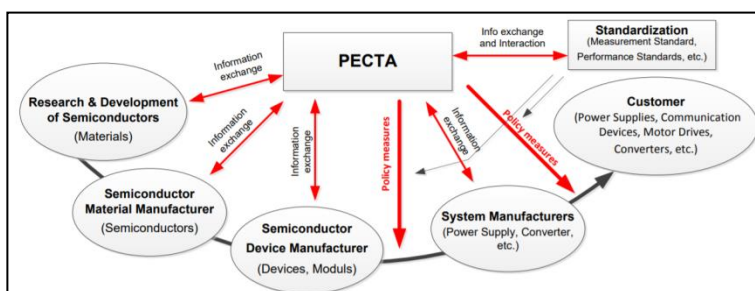 Information
exchange
PECTA
Info exchange
and Interaction
Standardization
(Measurement Standard,
Performance Standards, etc.)
Research & Development
of Semiconductors
(Materials)
Information
exchange
Information
exchange
Policy measures
Information
exchange
Policy measures
Customer
(Power Supplies, Communication
Devices, Motor Drives,
Converters, etc.)
Semiconductor
Material Manufacturer
(Semiconductors)
Semiconductor
Device Manufacturer
(Devices, Moduls)
System Manufacturers
(Power Supply, Converter,
etc.)